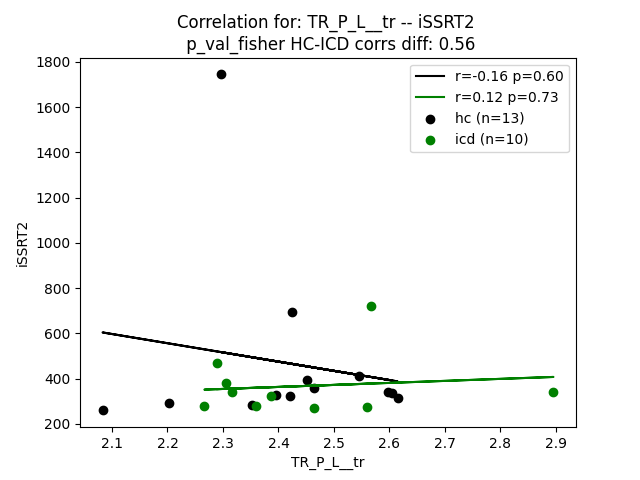 Correlation for: TR_P_L__tr -- iSSRT2
p_val_fisher HC-ICD corrs diff: 0.56
r=-0.16 p=0.60
r=0.12 p=0.73
hc (n=13)
icd (n=10)
iSSRT2
1800
1600
1400
1200
1000
800
600
400
200
2.1 2.2 2.3 2.4 2.5 2.6 2.7 2.8 2.9
TR_P_L__tr